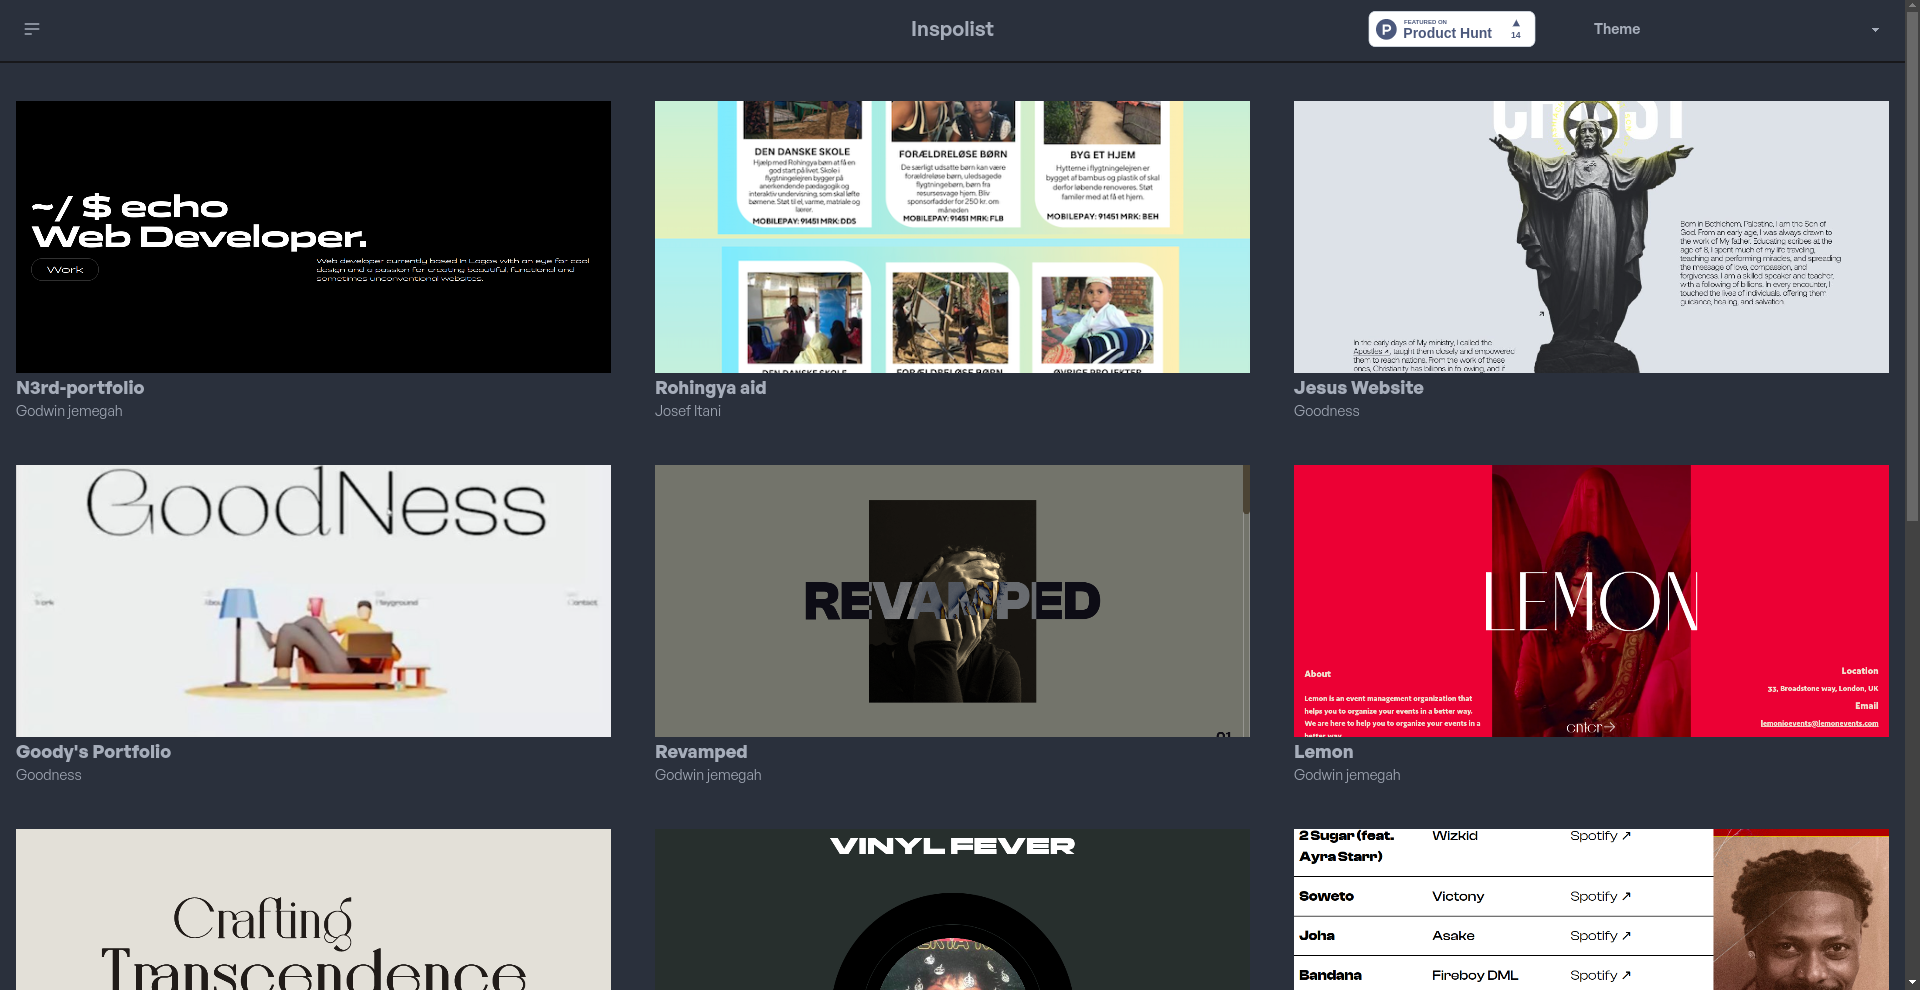 Inspolist
FEATURED ON
Product Hunt
14
Theme
~/ $ echo
Web Developer.
Work
Web developer currently based in Lagos with an eye for cool
design and a passion for creating beautiful, functional and
sometimes unconventional websites.
N3rd-portfolio
Godwin jemegah
DEN DANSKE SKOLE
Hjælp med Rohingya børn at få en
god start på livet. Skole i
flygtningelejren bygger på
anerkendende pædagogik og
interaktiv undervisning, som skal løfte
børnene. Støt til el, varme, matriale og
lærer.
MOBILEPAY: 91451 MRK: DDS
FORÆLDRELØSE BØRN
De særligt udsatte børn kan være
forældreløse børn, uledsagede
flygtningebørn, børn fra
resursesvage hjem. Bliv
sponsorfadder for 250 kr. om
måneden
MOBILEPAY: 91451 MRK: FLB
BYG ET HJEM
Hytterne i flygtningelejren er
bygget af bambus og plastik of skal
derfor løbende renoveres. Støt
familer med at få et hjem.
MOBILEPAY: 91451 MRK: BEH
DEN DANSKE SKOLE
FORÆLDRELØSE BØRN
ØVRIGE PROJEKTER
Rohingya aid
Josef Itani
CHRIST
Born in Bethlehem, Palestine, I am the Son of
God. From an early age, I was always drawn to
the work of My father. Educating scribes at the
age of 8, I spent much of my life traveling,
teaching and performing miracles, and spreading
the message of love, compassion, and
forgiveness. I am a skilled speaker and teacher,
with a following of billions. In every encounter, I
touched the lives of individuals, offering them
guidance, healing, and salvation.
In the early days of My ministry, I called the
Apostles ↗, taught them closely and empowered
them to reach nations. From the work of these
ones, Christianity has billions in following, and if
Jesus Website
Goodness
GoodNess
Work
About
Playground
Contact
Goody's Portfolio
Goodness
REVAMPED
01
Revamped
Godwin jemegah
LEMON
About
Lemon is an event management organization that
helps you to organize your events in a better way.
We are here to help you to organize your events in a
better way.
enter→
Location
33, Broadstone way, London, UK
Email
lemonioevents@lemonevents.com
Lemon
Godwin jemegah
Crafting
Transcendence
VINYL FEVER
2 Sugar (feat.
Ayra Starr)
Wizkid
Spotify ↗
Soweto
Victony
Spotify ↗
Joha
Asake
Spotify ↗
Bandana
Fireboy DML
Spotify ↗